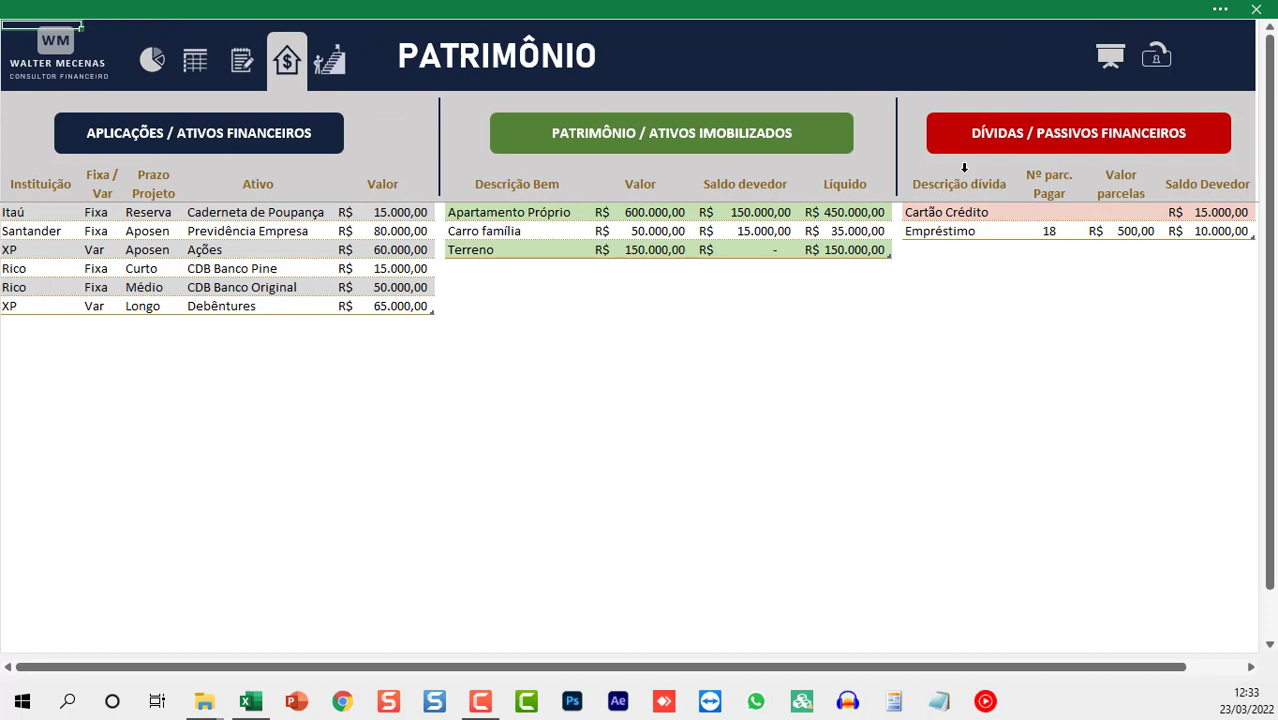 WM
WALTER MECENAS
CONSULTOR FINANCEIRO
PATRIMÔNIO
APLICAÇÕES / ATIVOS FINANCEIROS
PATRIMÔNIO / ATIVOS IMOBILIZADOS
DÍVIDAS / PASSIVOS FINANCEIROS
Instituição Fixa / Var Prazo Projeto Ativo Valor
Descrição Bem Valor Saldo devedor Líquido
Descrição dívida Nº parc. Pagar Valor parcelas Saldo Devedor
Itaú Fixa Reserva Caderneta de Poupança R$ 15.000,00
Santander Fixa Aposen Previdência Empresa R$ 80.000,00
XP Var Aposen Ações R$ 60.000,00
Rico Fixa Curto CDB Banco Pine R$ 15.000,00
Rico Fixa Médio CDB Banco Original R$ 50.000,00
XP Var Longo Debêntures R$ 65.000,00
Apartamento Próprio R$ 600.000,00 R$ 150.000,00 R$ 450.000,00
Carro família R$ 50.000,00 R$ 15.000,00 R$ 35.000,00
Terreno R$ 150.000,00 R$ - R$ 150.000,00
Cartão Crédito R$ 15.000,00
Empréstimo 18 R$ 500,00 R$ 10.000,00
12:33
23/03/2022